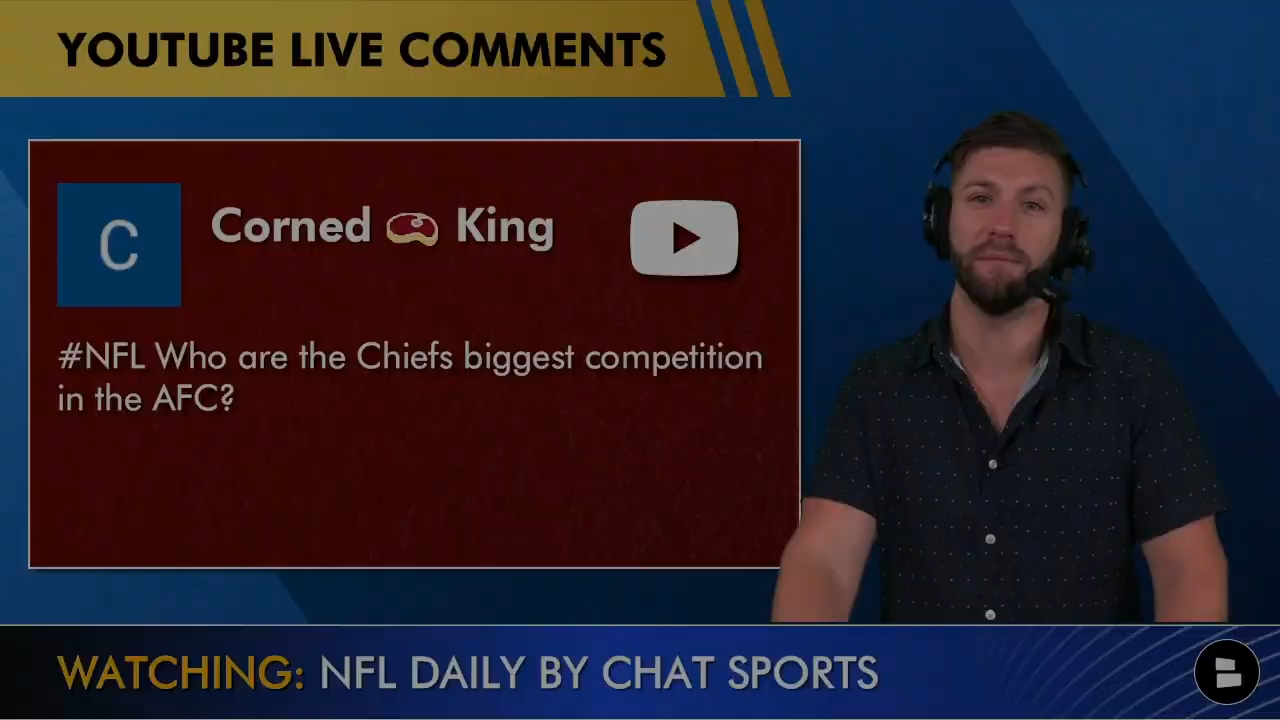 YOUTUBE LIVE COMMENTS
C
Corned 🥩 King
#NFL Who are the Chiefs biggest competition
in the AFC?
WATCHING: NFL DAILY BY CHAT SPORTS